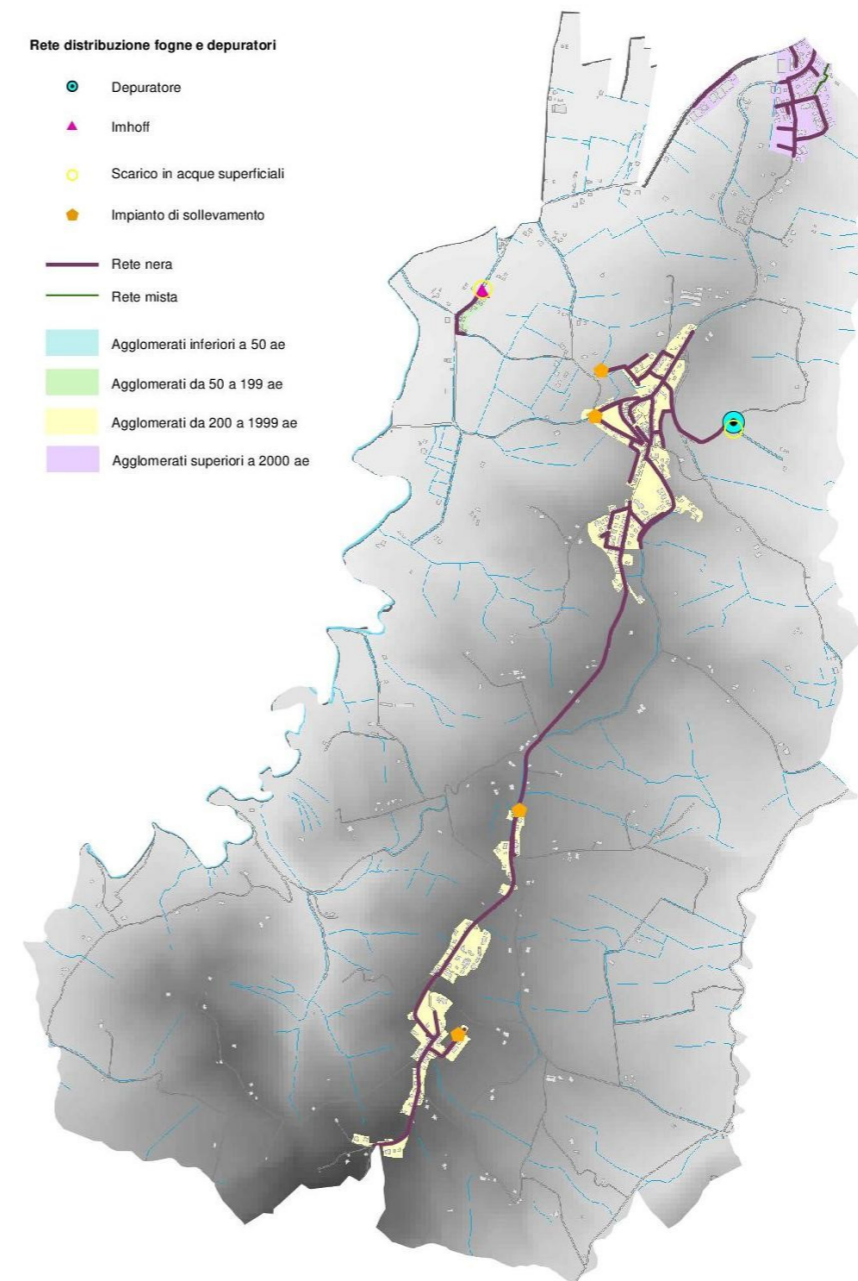 Rete distribuzione fogne e depuratori
Depuratore
Imhoff
Scarico in acque superficiali
Impianto di sollevamento
Rete nera
Rete mista
Agglomerati inferiori a 50 ae
Agglomerati da 50 a 199 ae
Agglomerati da 200 a 1999 ae
Agglomerati superiori a 2000 ae